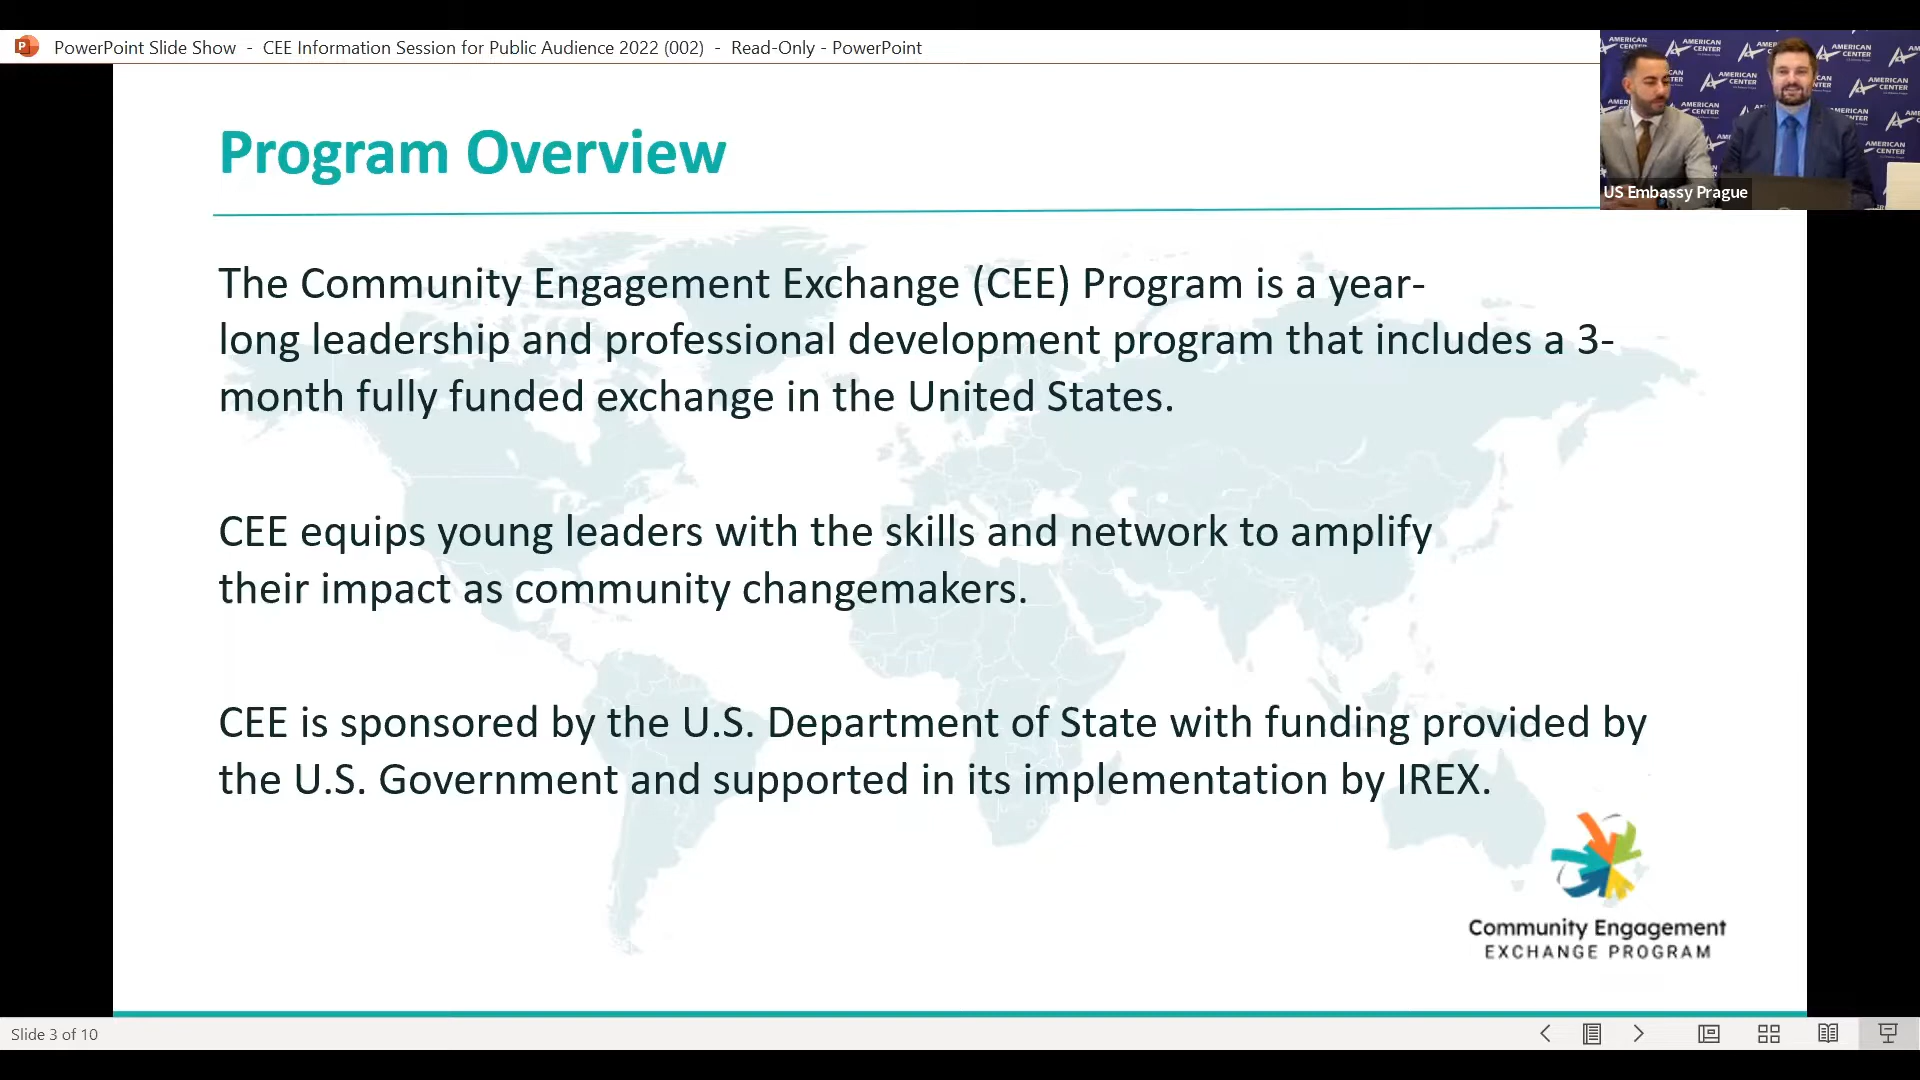 PowerPoint Slide Show - CEE Information Session for Public Audience 2022 (002) - Read-Only - PowerPoint
AMERICAN CENTER
US Embassy Prague
Program Overview
The Community Engagement Exchange (CEE) Program is a year-
long leadership and professional development program that includes a 3-
month fully funded exchange in the United States.
CEE equips young leaders with the skills and network to amplify
their impact as community changemakers.
CEE is sponsored by the U.S. Department of State with funding provided by
the U.S. Government and supported in its implementation by IREX.
Community Engagement
EXCHANGE PROGRAM
Slide 3 of 10